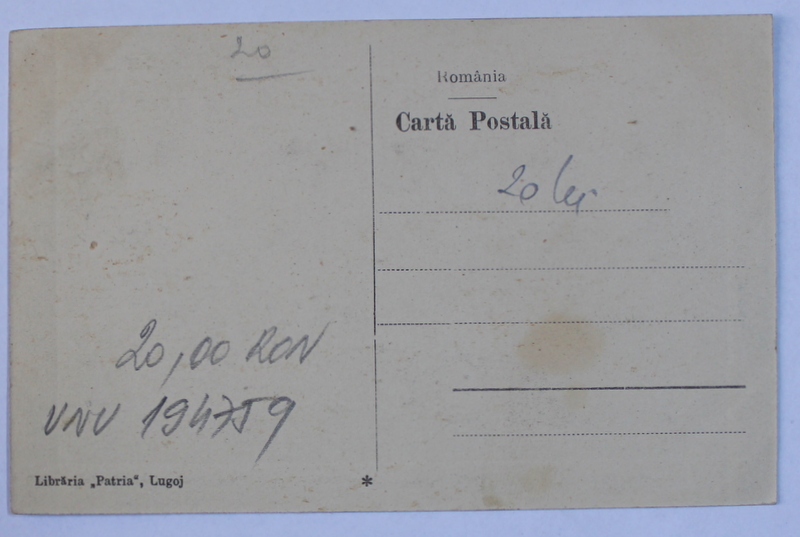 20
România
Cartă Postală
20 lei
20,00 RON
VNV 194759
Librăria „Patria“, Lugoj
*